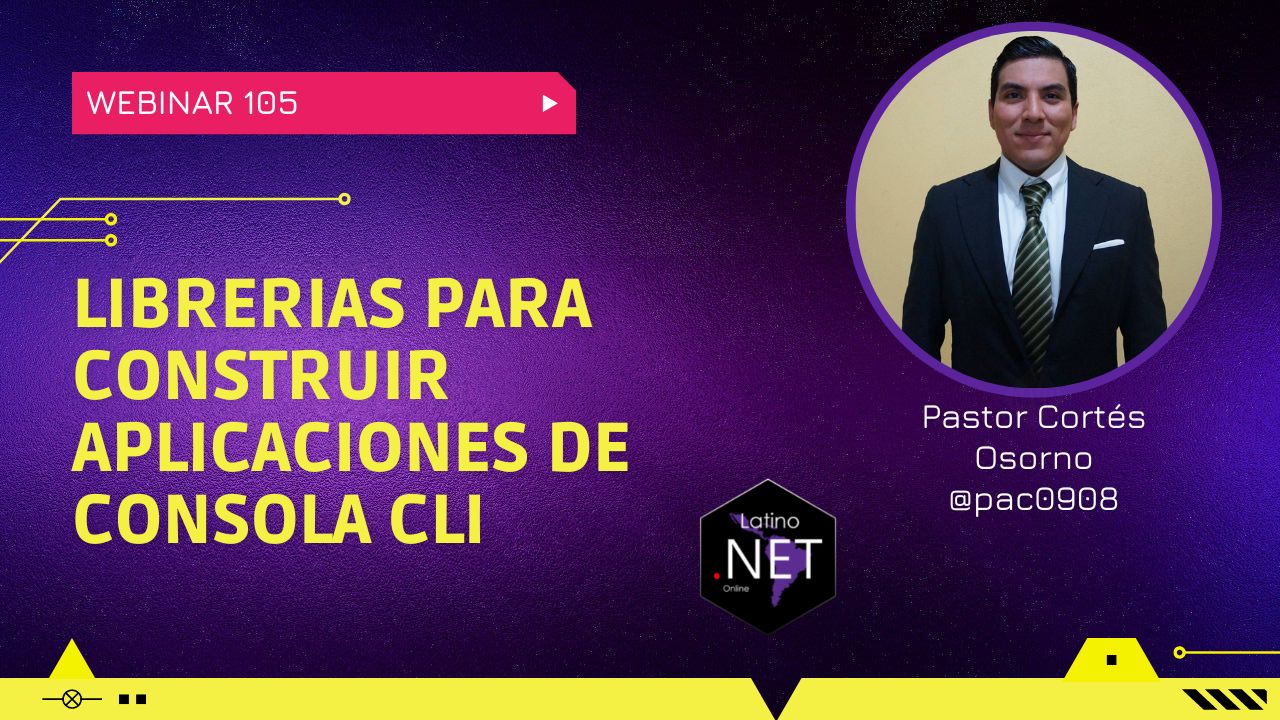 WEBINAR 105
LIBRERIAS PARA
CONSTRUIR
APLICACIONES DE
CONSOLA CLI
Pastor Cortés
Osorno
@pac0908
Latino
.NET
Online